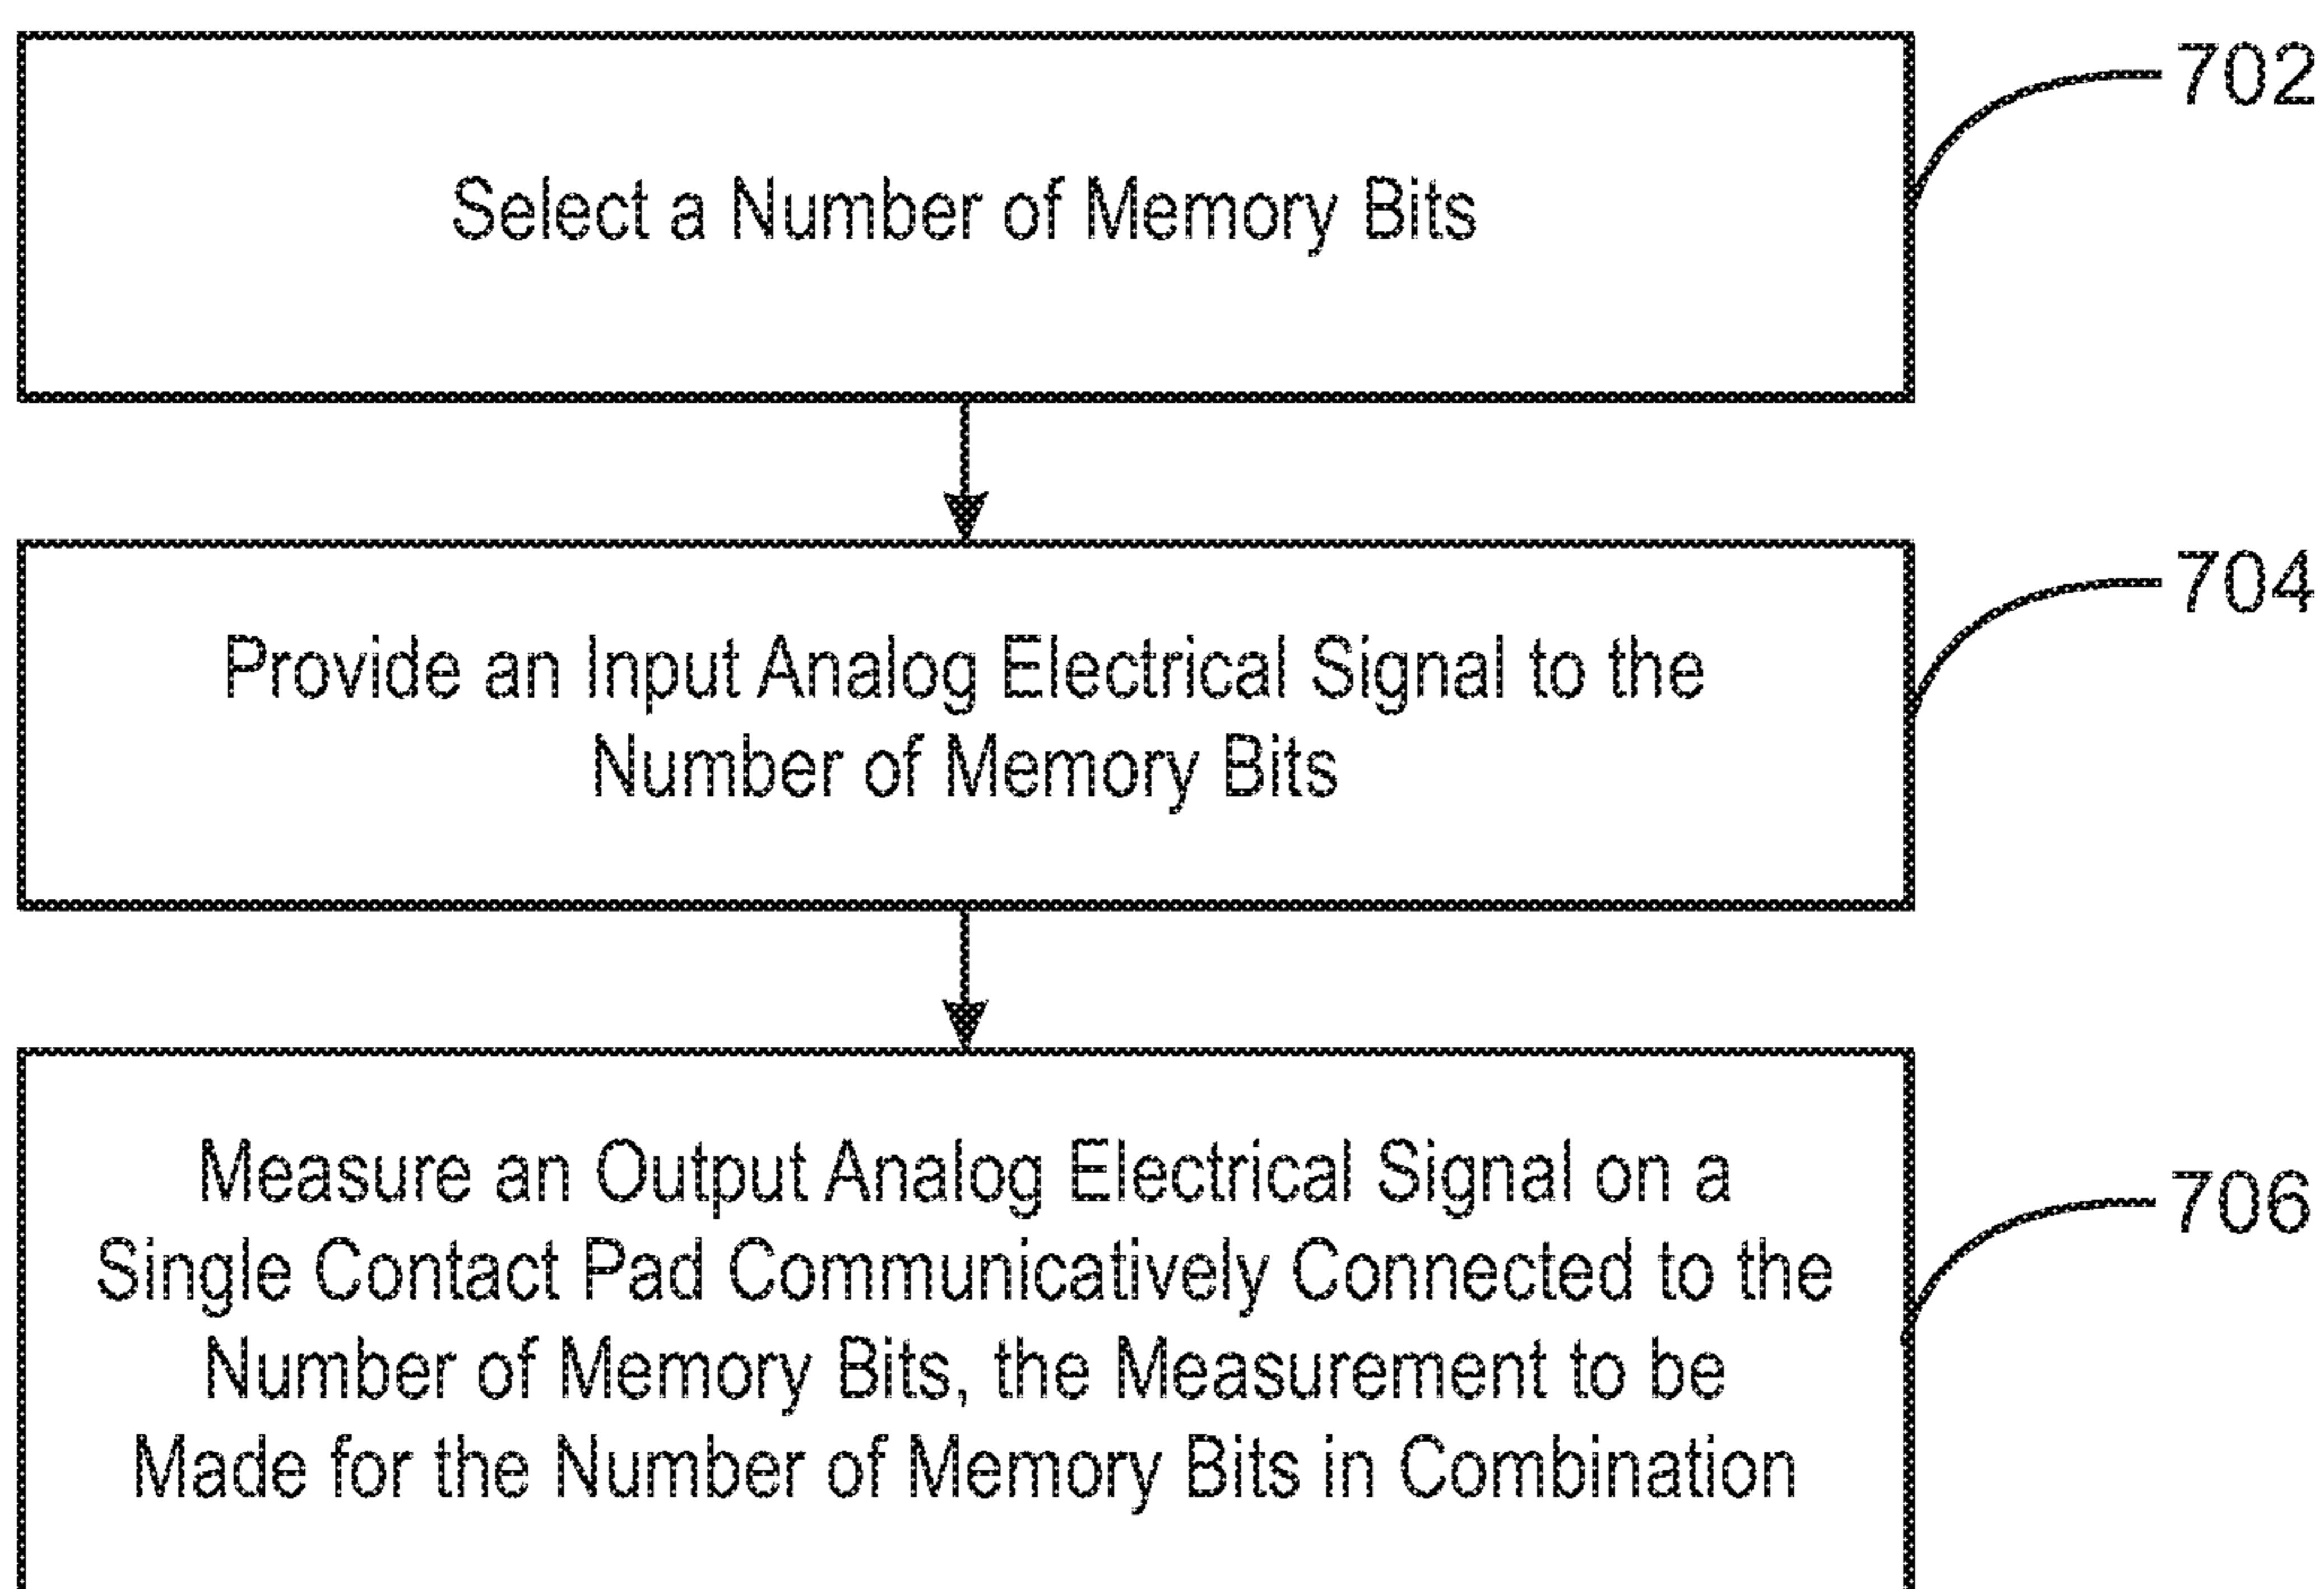 702
Select a Number of Memory Bits
704
Provide an Input Analog Electrical Signal to the
Number of Memory Bits
Measure an Output Analog Electrical Signal on a
706
Single Contact Pad Communicatively Connected to the
Number of Memory Bits, the Measurement to be
Made for the Number of Memory Bits in Combination